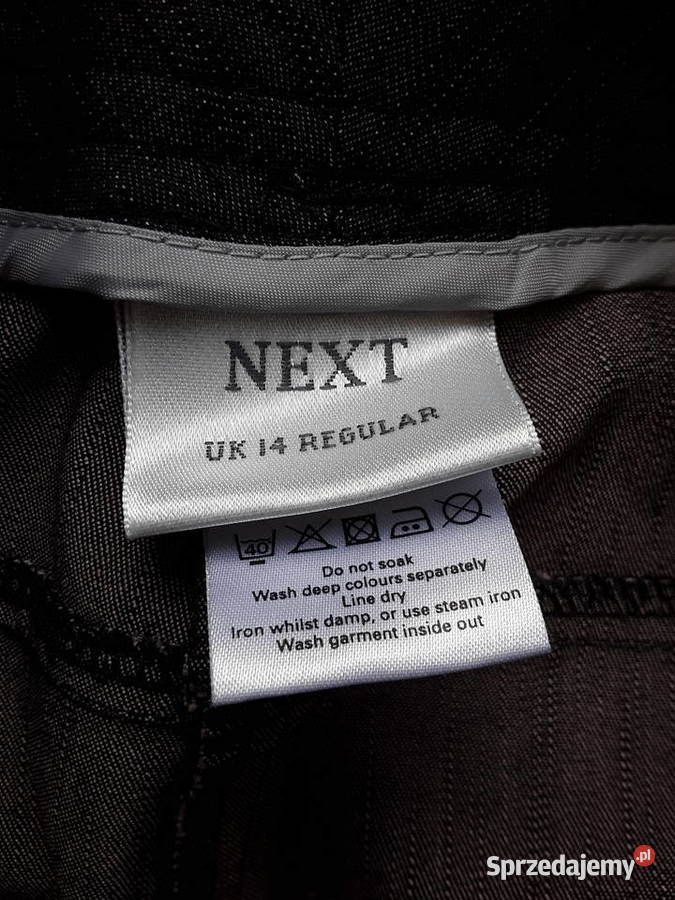 NEXT
UK 14 REGULAR
40
Do not soak
Wash deep colours separately
Line dry
Iron whilst damp, or use steam iron
Wash garment inside out
Sprzedajemy.pl